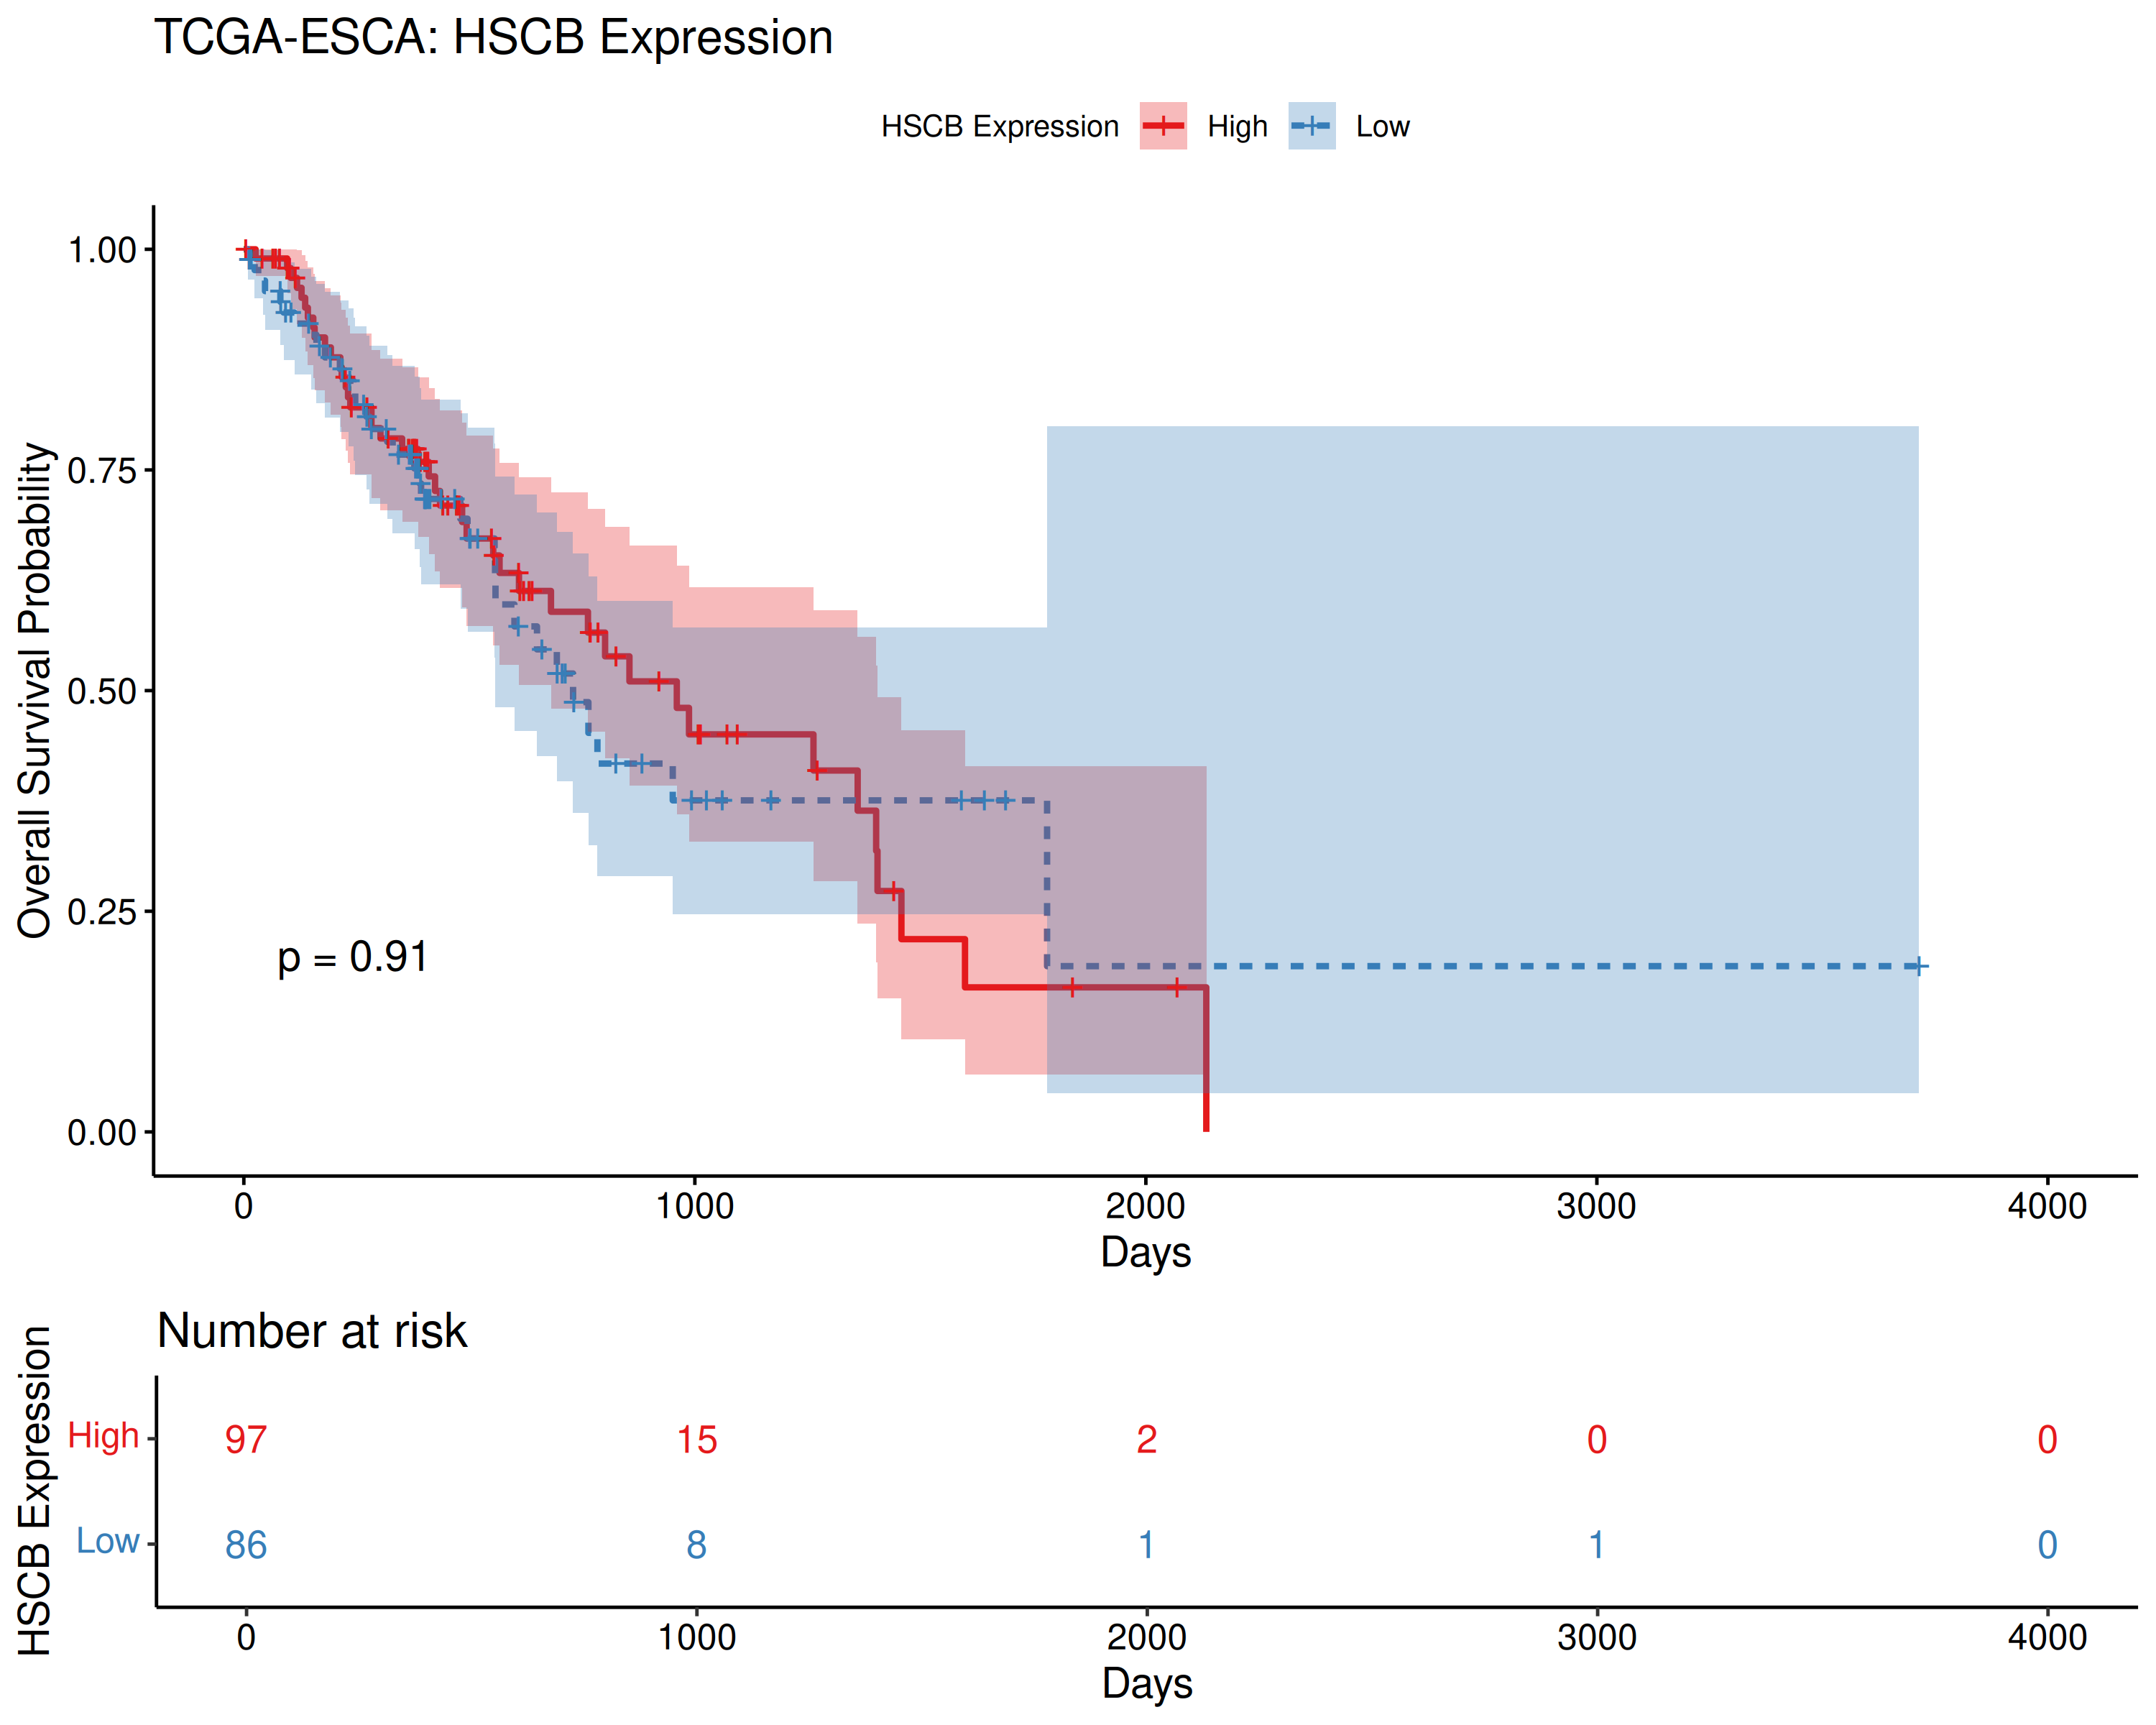 TCGA-ESCA: HSCB Expression
HSCB Expression High Low
Overall Survival Probability
1.00
0.75
0.50
0.25
0.00
p = 0.91
0 1000 2000 3000 4000
Days
Number at risk
HSCB Expression
High 97 15 2 0 0
Low 86 8 1 1 0
0 1000 2000 3000 4000
Days